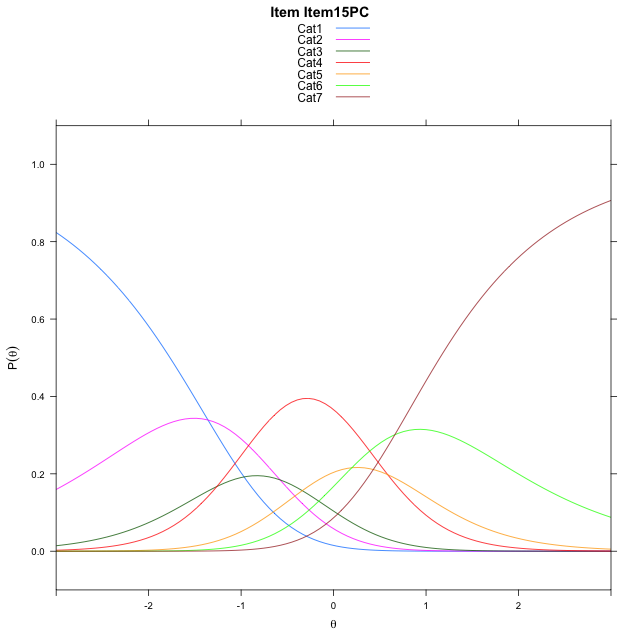 Item Item15PC
Cat1
Cat2
Cat3
Cat4
Cat5
Cat6
Cat7
1.0
0.8
0.6
0.4
0.2
0.0
P(θ)
-2 -1 0 1 2
θ